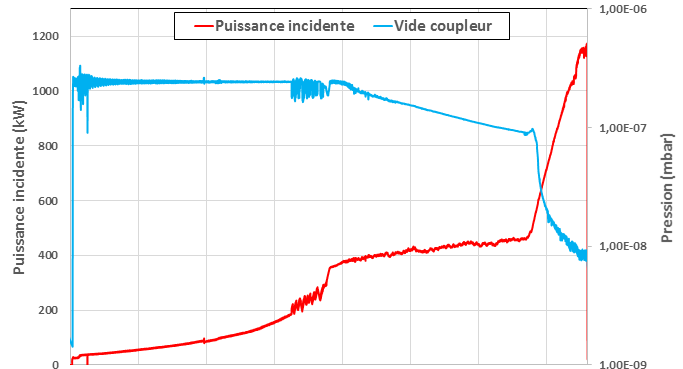 Puissance incidente Vide coupleur
1,00E-06
1200
1000
1,00E-07
800
600
1,00E-08
400
200
0
1,00E-09
Puissance incidente (kW)
Pression (mbar)